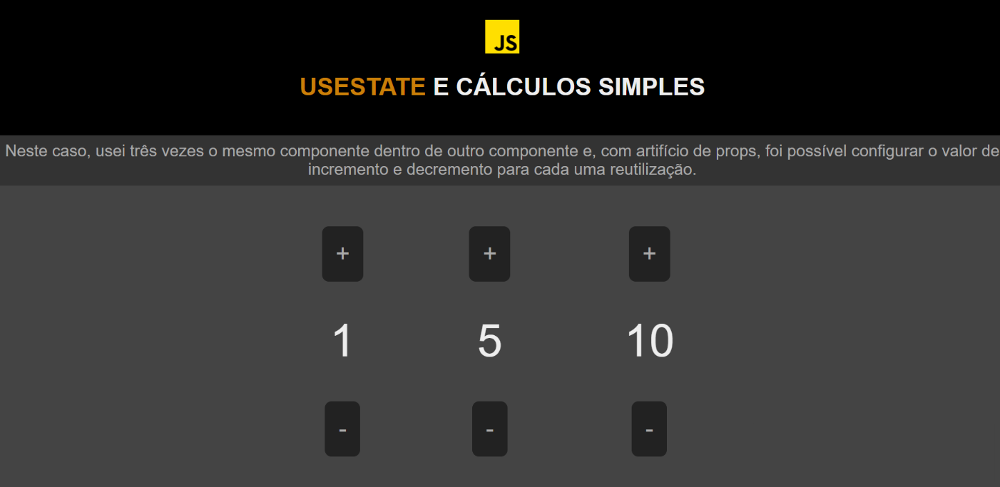 JS
USESTATE E CÁLCULOS SIMPLES
Neste caso, usei três vezes o mesmo componente dentro de outro componente e, com artifício de props, foi possível configurar o valor de
incremento e decremento para cada uma reutilização.
+ + +
1 5 10
- - -